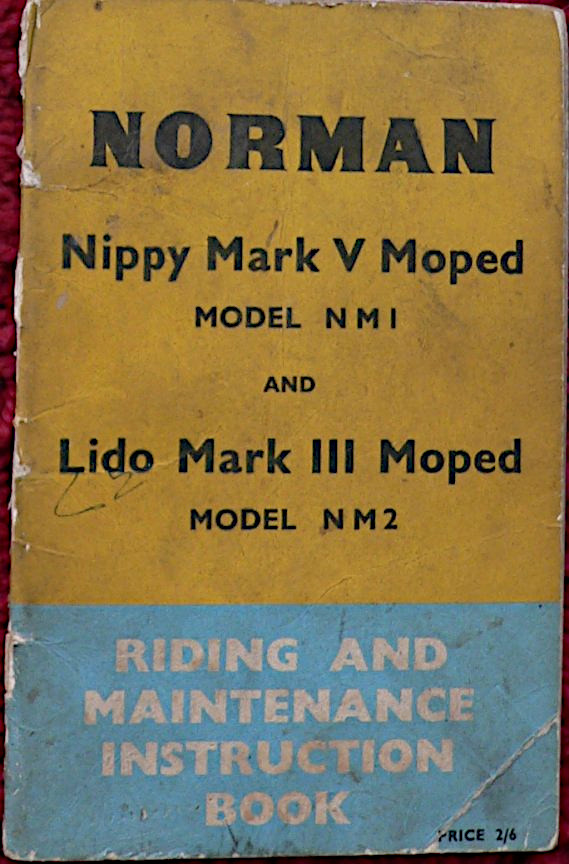 NORMAN
Nippy Mark V Moped
MODEL NM1
AND
Lido Mark III Moped
MODEL NM2
RIDING AND
MAINTENANCE
INSTRUCTION
BOOK
PRICE 2/6